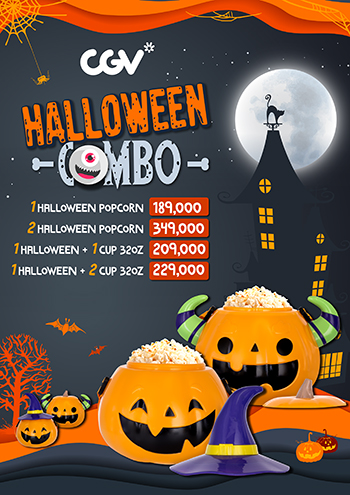 CGV*
HALLOWEEN
COMBO
1 HALLOWEEN POPCORN 189,000
2 HALLOWEEN POPCORN 349,000
1 HALLOWEEN + 1 CUP 32OZ 209,000
1 HALLOWEEN + 2 CUP 32OZ 229,000